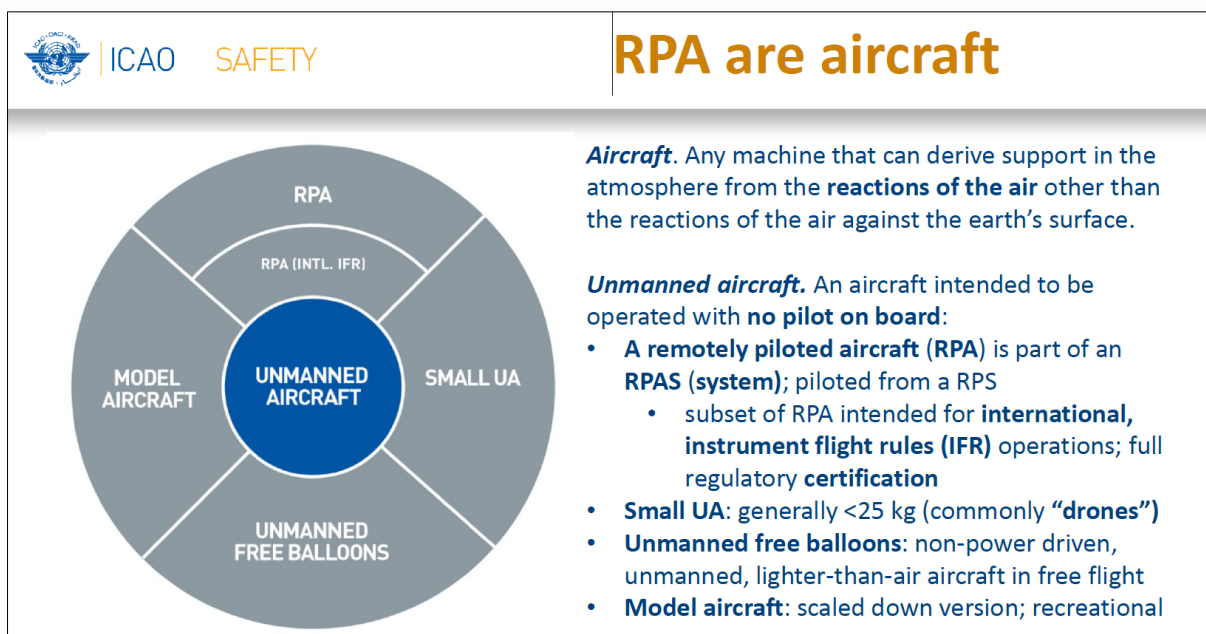 ICAO SAFETY
RPA are aircraft
RPA
RPA (INTL. IFR)
MODEL
AIRCRAFT
UNMANNED
AIRCRAFT
SMALL UA
UNMANNED
FREE BALLOONS
Aircraft. Any machine that can derive support in the
atmosphere from the reactions of the air other than
the reactions of the air against the earth’s surface.
Unmanned aircraft. An aircraft intended to be
operated with no pilot on board:
• A remotely piloted aircraft (RPA) is part of an
RPAS (system); piloted from a RPS
• subset of RPA intended for international,
instrument flight rules (IFR) operations; full
regulatory certification
• Small UA: generally <25 kg (commonly “drones”)
• Unmanned free balloons: non-power driven,
unmanned, lighter-than-air aircraft in free flight
• Model aircraft: scaled down version; recreational